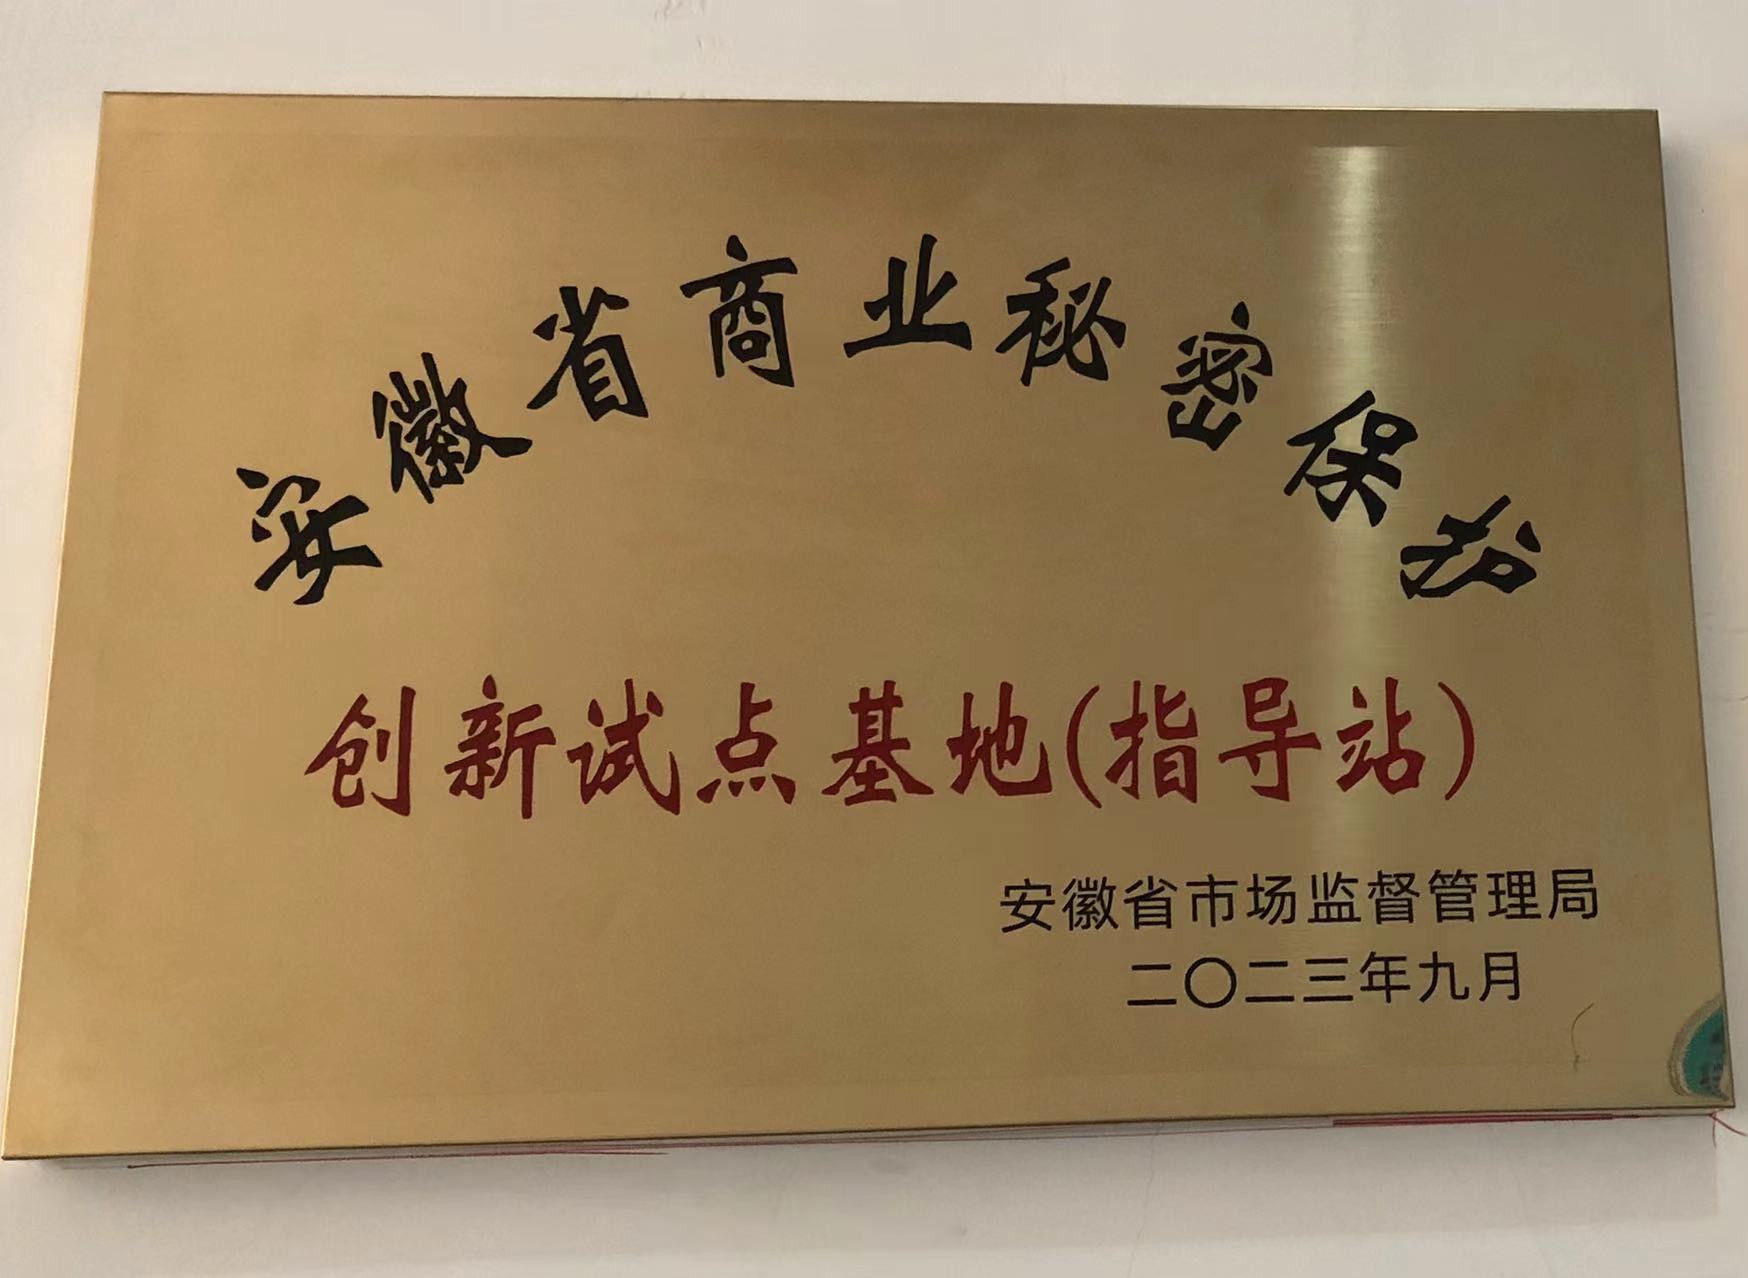 安徽省商业秘密保护
创新试点基地(指导站)
安徽省市场监督管理局
二〇二三年九月